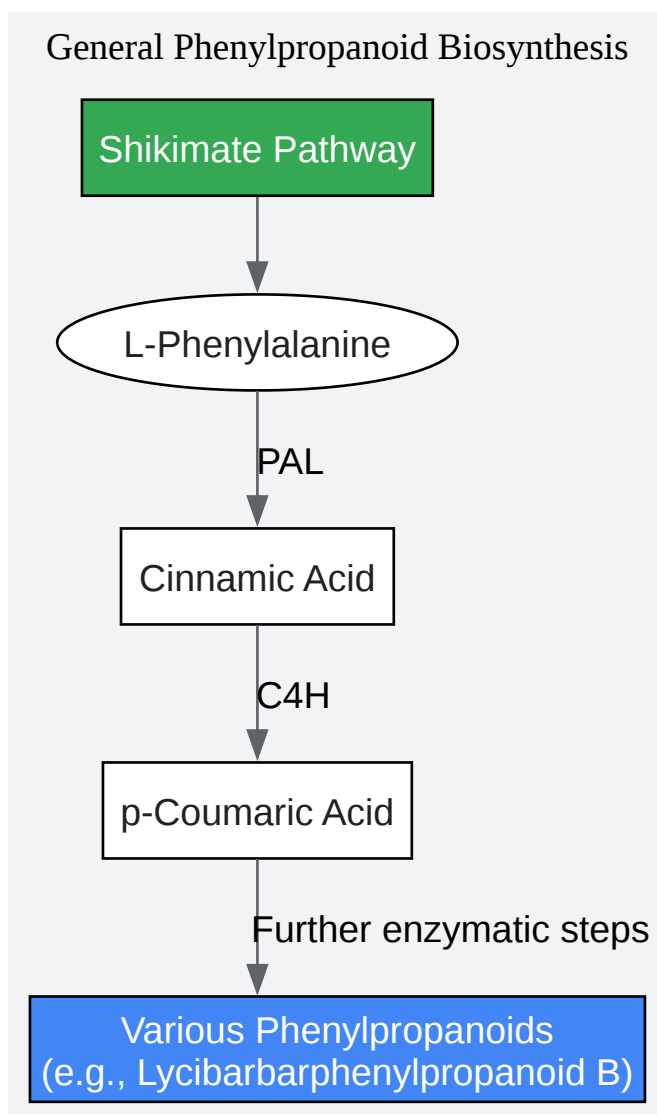 General Phenylpropanoid Biosynthesis
Shikimate Pathway
L-Phenylalanine
PAL
Cinnamic Acid
C4H
p-Coumaric Acid
Further enzymatic steps
Various Phenylpropanoids
(e.g., Lycibarbarphenylpropanoid B)